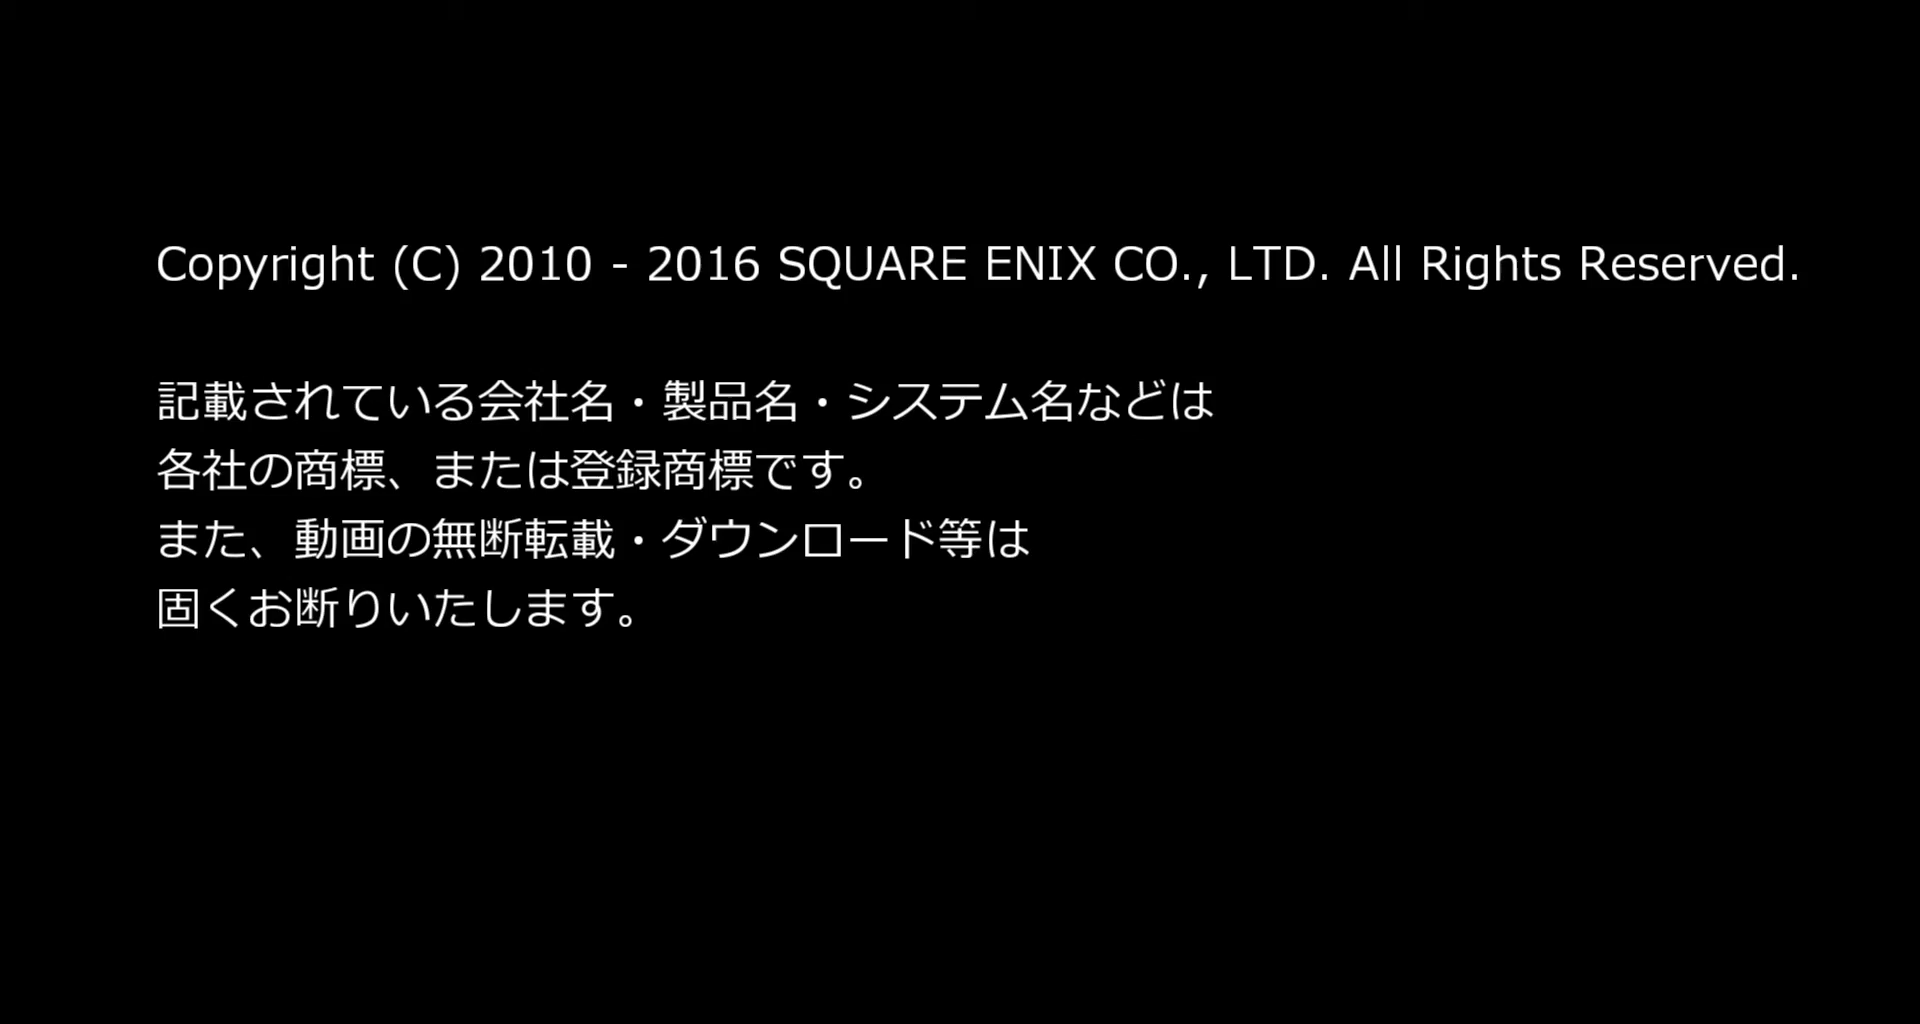 Copyright (C) 2010 - 2016 SQUARE ENIX CO., LTD. All Rights Reserved.
記載されている会社名・製品名・システム名などは
各社の商標、または登録商標です。
また、動画の無断転載・ダウンロード等は
固くお断りいたします。